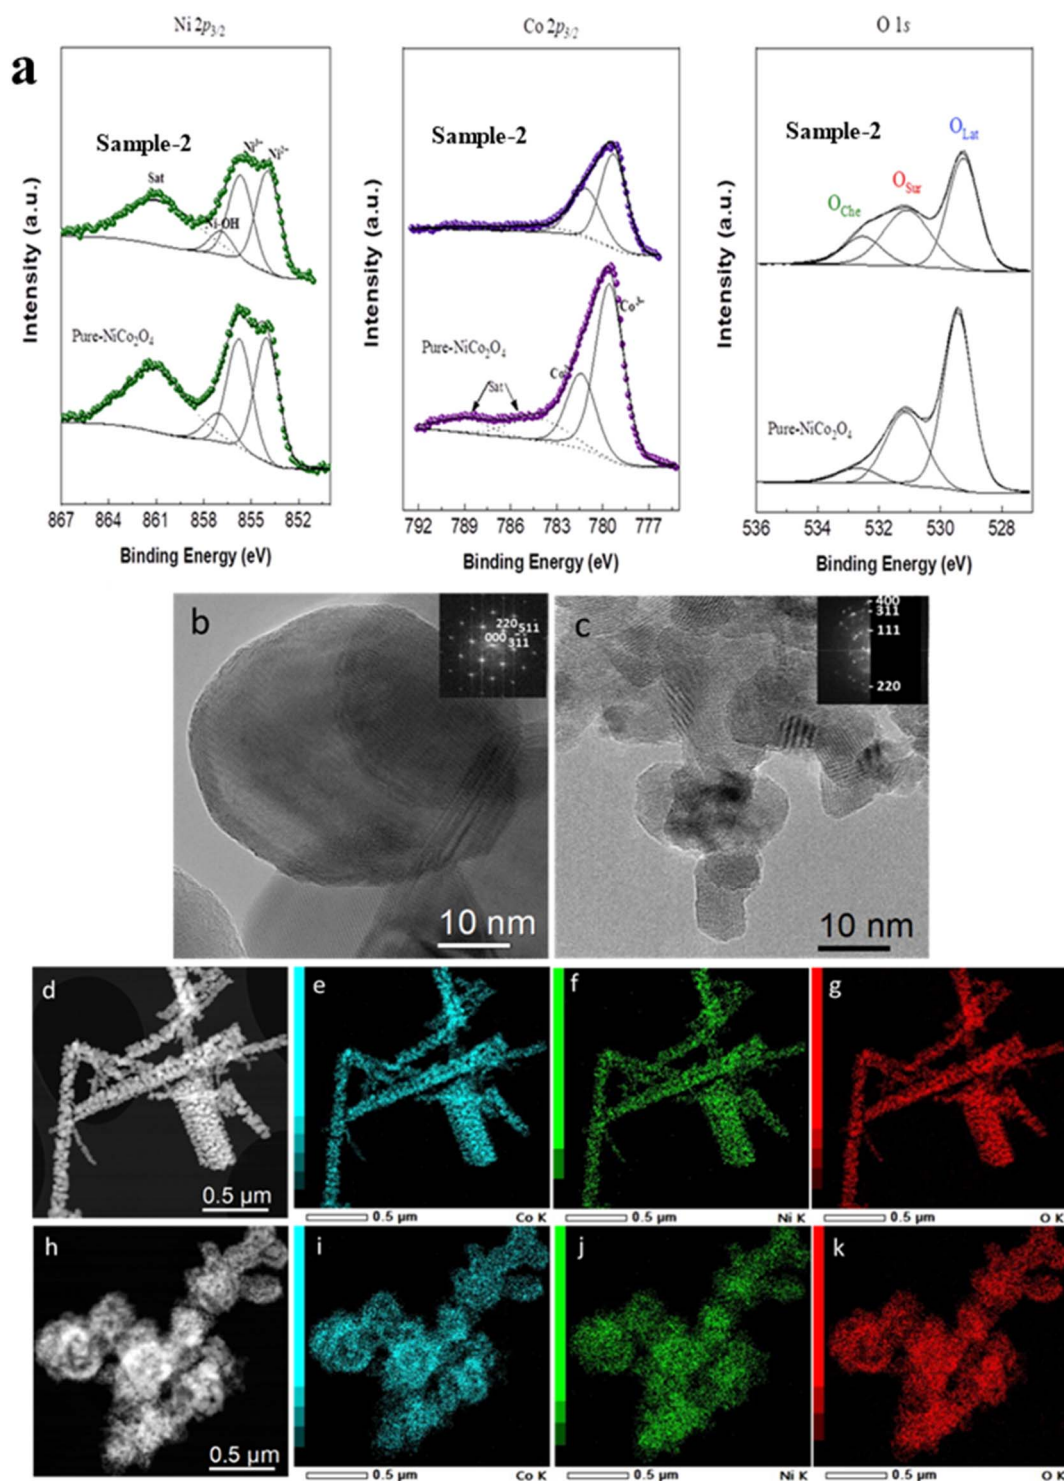 Ni 2p3/2
Co 2p3/2
O 1s
a
Sample-2
Sat
Ni-OH
Ni3+
Ni2+
Pure-NiCo2O4
Intensity (a.u.)
867 864 861 858 855 852
Binding Energy (eV)
Sample-2
Pure-NiCo2O4
Sat
Intensity (a.u.)
792 789 786 783 780 777
Binding Energy (eV)
Sample-2
OChe
OSur
OLat
Pure-NiCo2O4
Intensity (a.u.)
536 534 532 530 528
Binding Energy (eV)
b
220
511
000
311
10 nm
c
400
311
111
220
10 nm
d
0.5 µm
e
0.5 µm Co K
f
0.5 µm Ni K
g
0.5 µm O K
h
0.5 µm
i
0.5 µm Co K
j
0.5 µm Ni K
k
0.5 µm O K